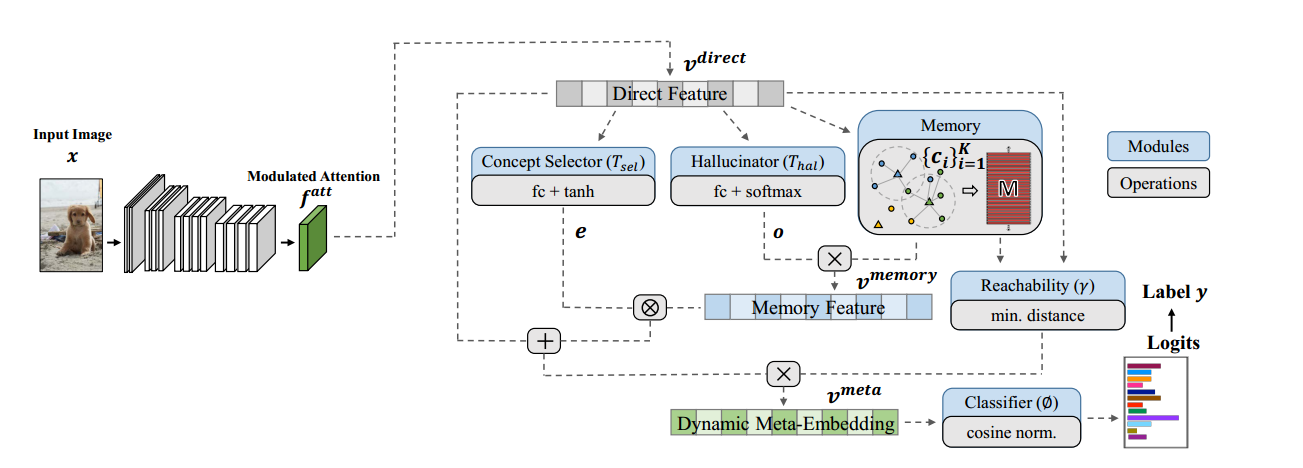 Input Image
x
Modulated Attention
f^att
v^direct
Direct Feature
Concept Selector (T_sel)
fc + tanh
e
Hallucinator (T_hal)
fc + softmax
o
Memory
{c_i}_{i=1}^K
M
×
v^memory
Memory Feature
⊗
+
Reachability (γ)
min. distance
×
v^meta
Dynamic Meta-Embedding
Classifier (∅)
cosine norm.
Label y
Logits
Modules
Operations